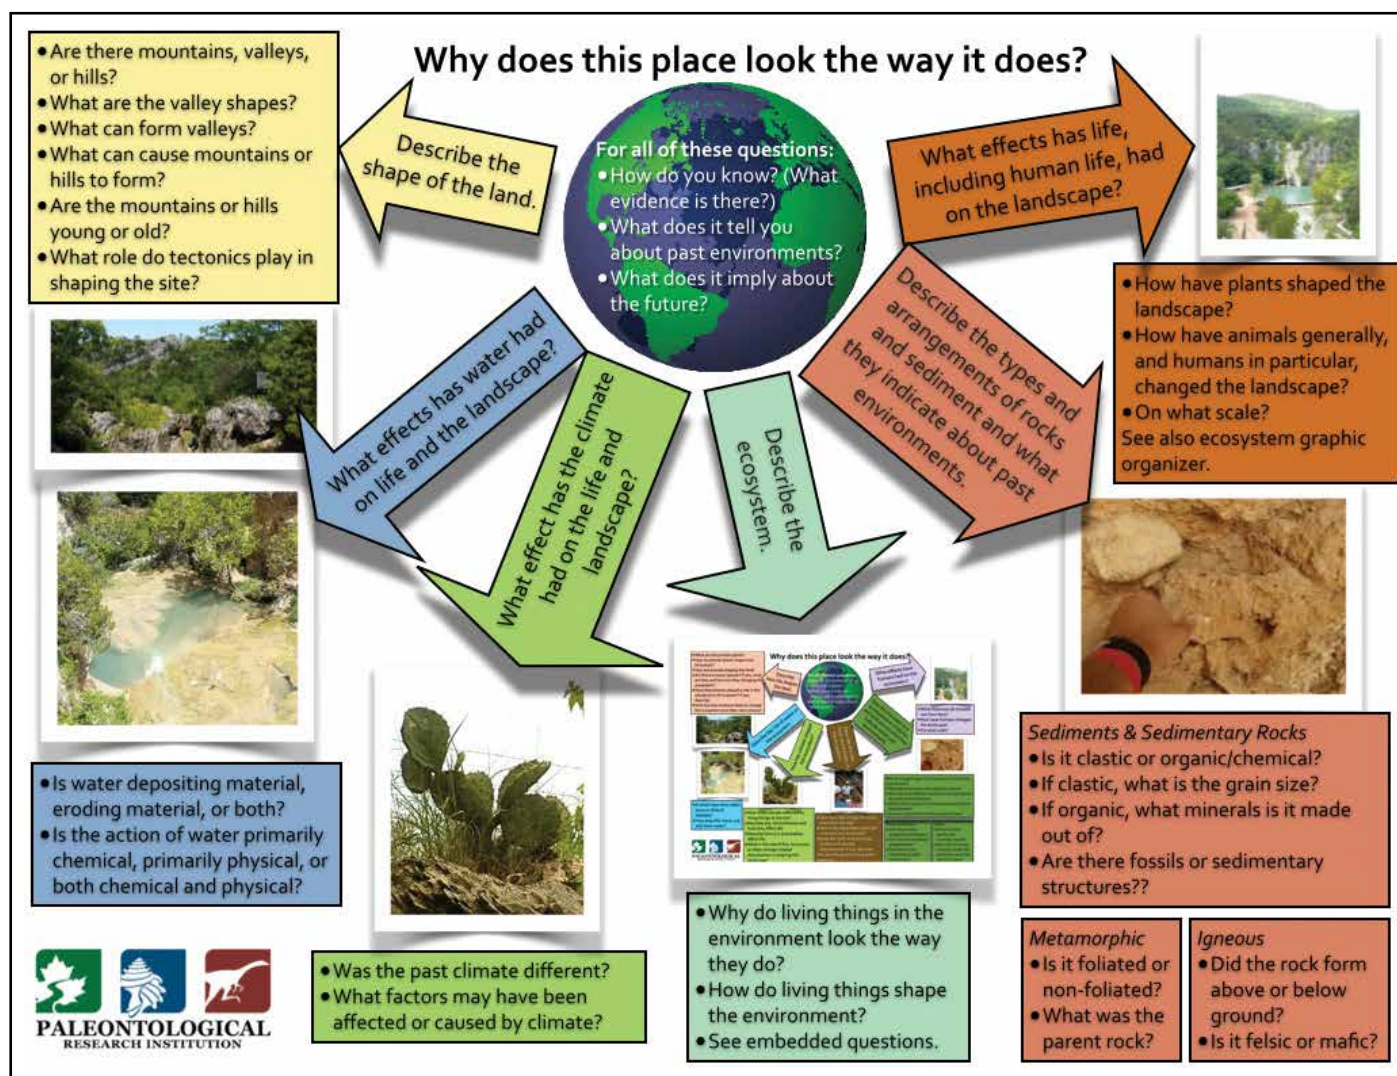 Why does this place look the way it does?
• Are there mountains, valleys,
or hills?
• What are the valley shapes?
• What can form valleys?
• What can cause mountains or
hills to form?
• Are the mountains or hills
young or old?
• What role do tectonics play in
shaping the site?
Describe the
shape of the land.
For all of these questions:
• How do you know? (What
evidence is there?)
• What does it tell you
about past environments?
• What does it imply about
the future?
What effects has life,
including human life, had
on the landscape?
• How have plants shaped the
landscape?
• How have animals generally,
and humans in particular,
changed the landscape?
• On what scale?
See also ecosystem graphic
organizer.
What effects has water had
on life and the landscape?
What effect has the climate
had on the life and
landscape?
Describe the
ecosystem.
Describe the types and
arrangements of rocks
and sediment and what
they indicate about past
environments.
• Is water depositing material,
eroding material, or both?
• Is the action of water primarily
chemical, primarily physical, or
both chemical and physical?
• Was the past climate different?
• What factors may have been
affected or caused by climate?
Why does this place look the way it does?
• Why do living things in the
environment look the way
they do?
• How do living things shape
the environment?
• See embedded questions.
Sediments & Sedimentary Rocks
• Is it clastic or organic/chemical?
• If clastic, what is the grain size?
• If organic, what minerals is it made
out of?
• Are there fossils or sedimentary
structures??
Metamorphic
• Is it foliated or
non-foliated?
• What was the
parent rock?
Igneous
• Did the rock form
above or below
ground?
• Is it felsic or mafic?
PALEONTOLOGICAL
RESEARCH INSTITUTION